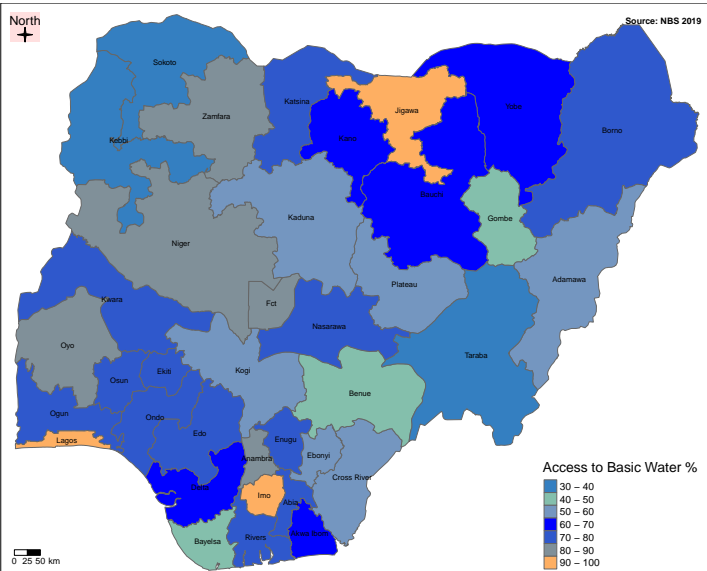 North
Source: NBS 2019
Sokoto
Katsina
Jigawa
Yobe
Zamfara
Kano
Borno
Kebbi
Bauchi
Kaduna
Gombe
Niger
Adamawa
Plateau
Kwara
Fct
Nasarawa
Oyo
Taraba
Kogi
Ekiti
Osun
Benue
Ogun
Ondo
Edo
Enugu
Lagos
Anambra
Ebonyi
Cross River
Delta
Imo
Abia
Akwa Ibom
Rivers
Bayelsa
Access to Basic Water %
30 − 40
40 − 50
50 − 60
60 − 70
70 − 80
80 − 90
90 − 100
0 25 50 km